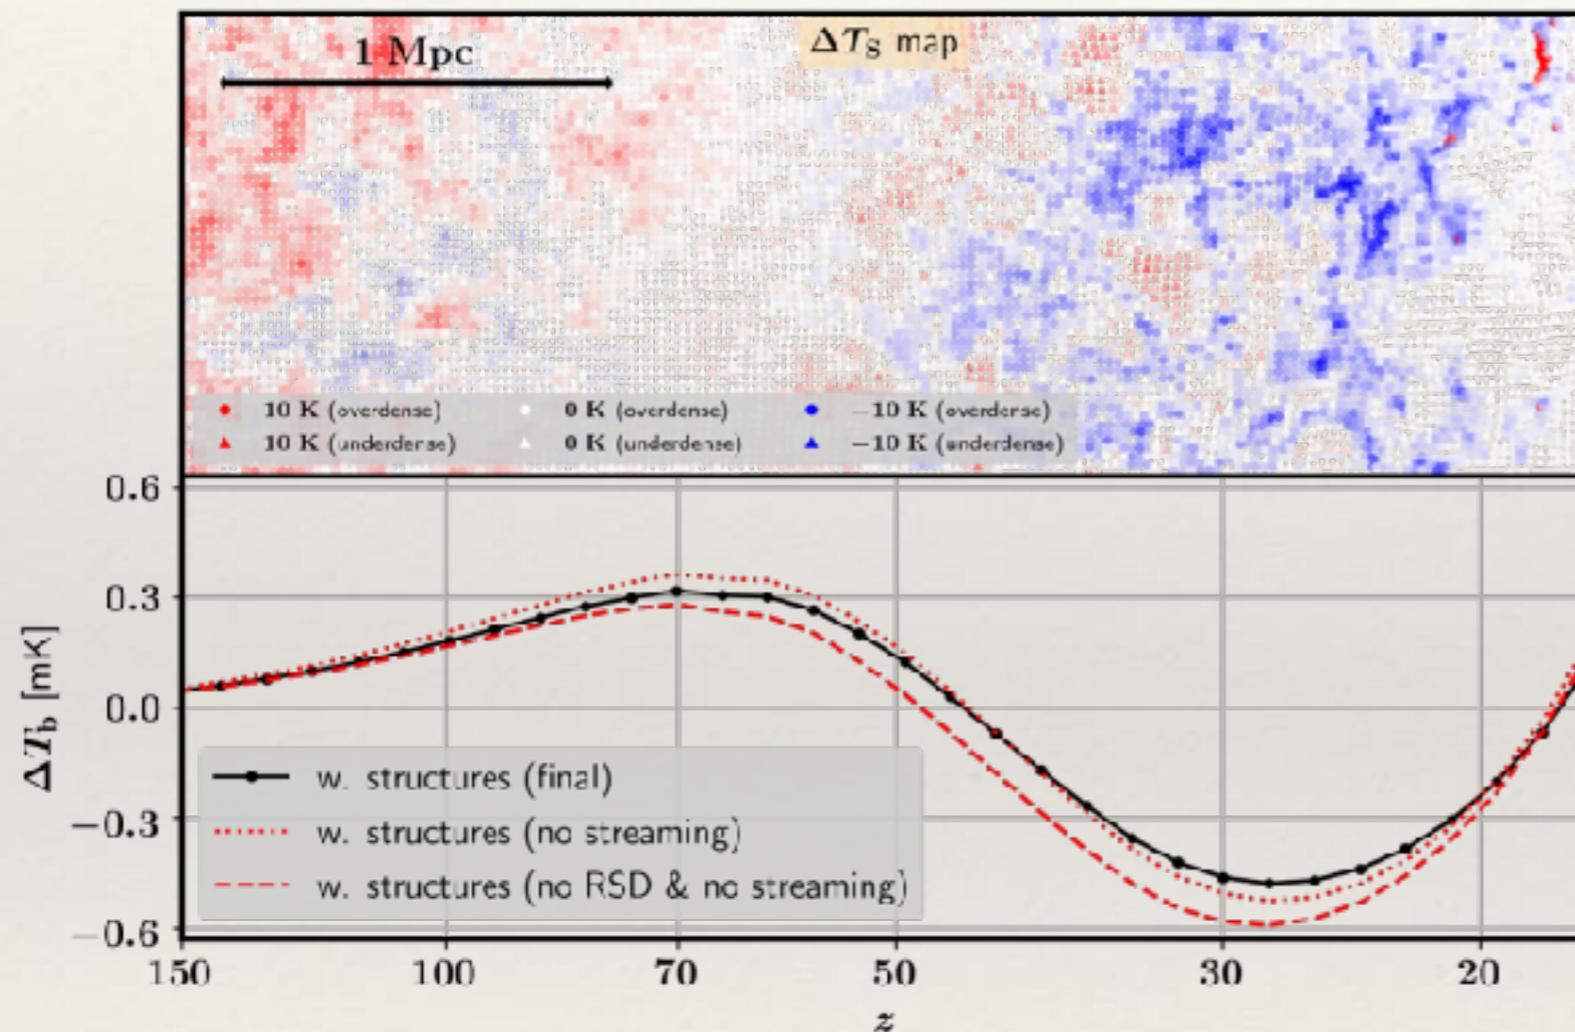 1 Mpc
ΔT_S map
10 K (overdense) 0 K (overdense) −10 K (overdense)
10 K (underdense) 0 K (underdense) −10 K (underdense)
0.6
0.3
0.0
−0.3
−0.6
ΔT_b [mK]
w. structures (final)
w. structures (no streaming)
w. structures (no RSD & no streaming)
150 100 70 50 30 20
z